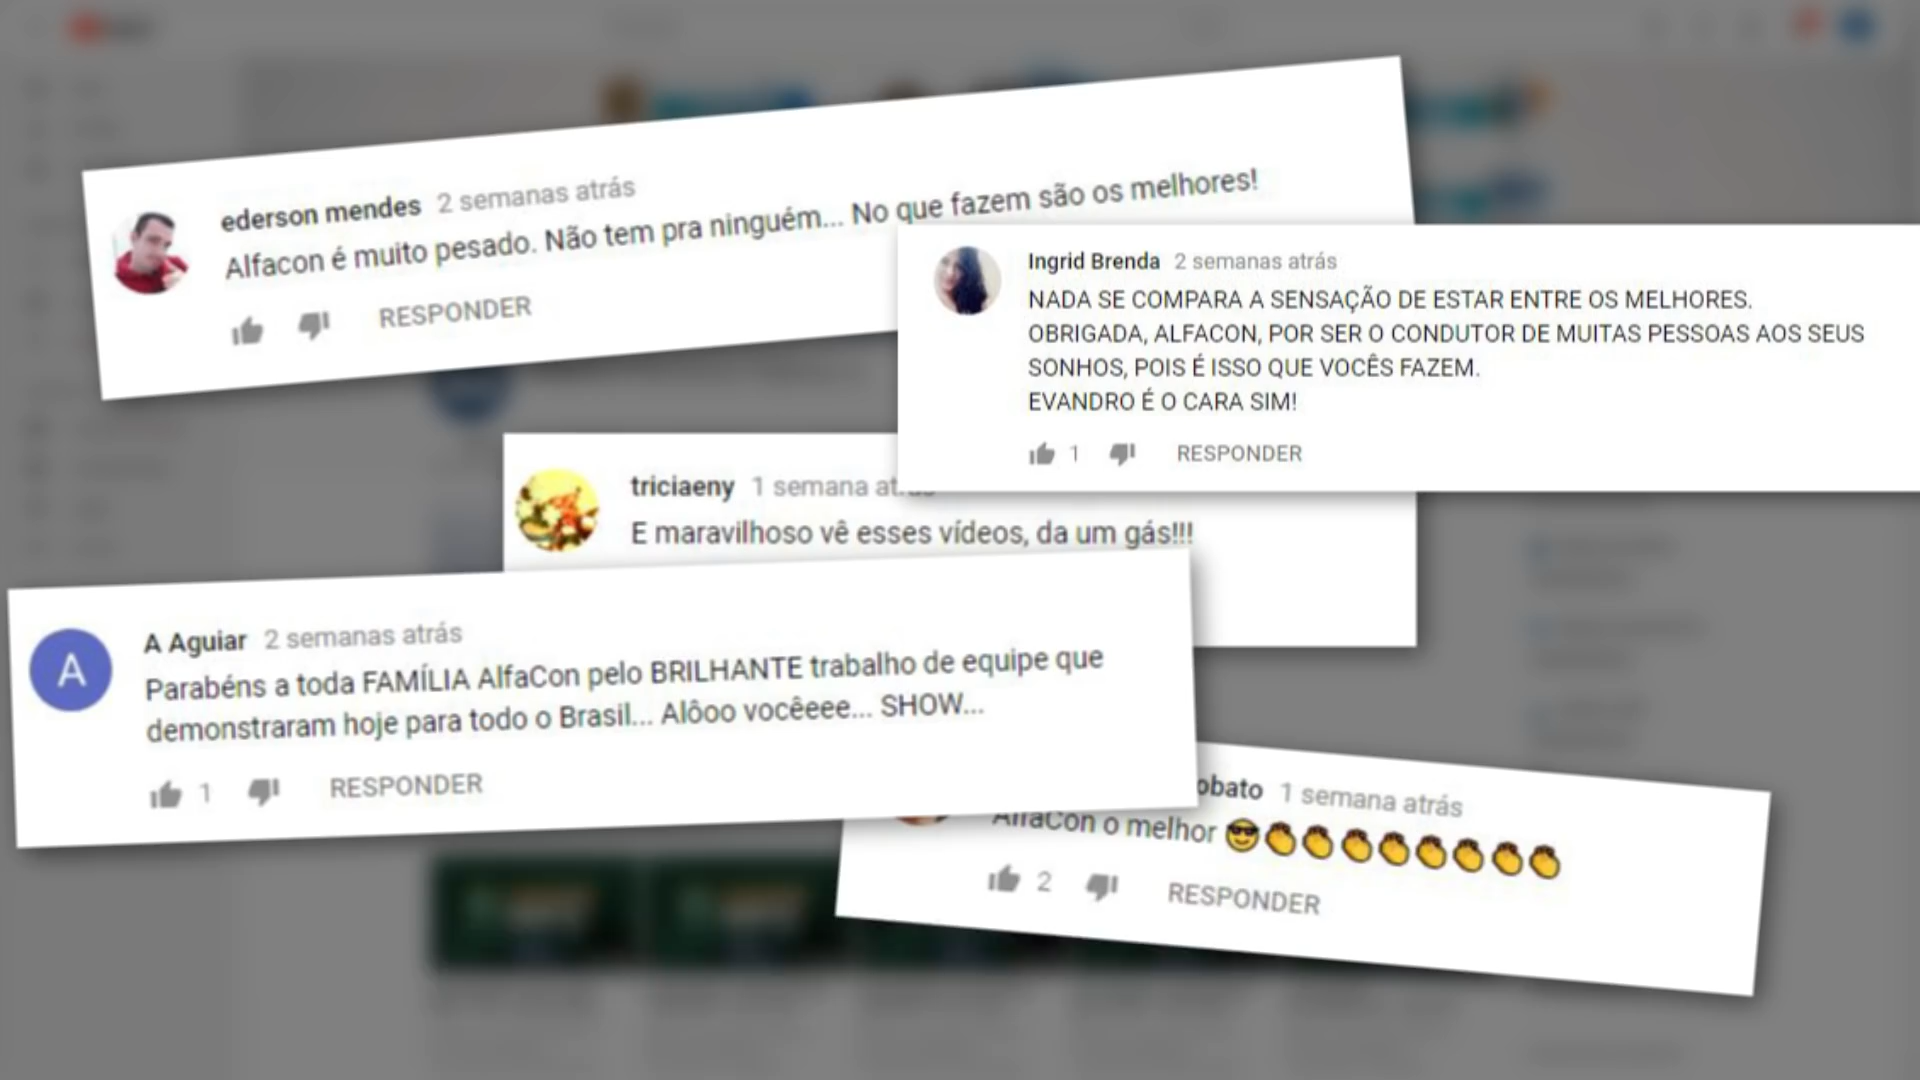 ederson mendes 2 semanas atrás
Alfacon é muito pesado. Não tem pra ninguém... No que fazem são os melhores!
RESPONDER
Ingrid Brenda 2 semanas atrás
NADA SE COMPARA A SENSAÇÃO DE ESTAR ENTRE OS MELHORES.
OBRIGADA, ALFACON, POR SER O CONDUTOR DE MUITAS PESSOAS AOS SEUS
SONHOS, POIS É ISSO QUE VOCÊS FAZEM.
EVANDRO É O CARA SIM!
1 RESPONDER
triciaeny 1 semana atrás
E maravilhoso vê esses vídeos, da um gás!!!
A
A Aguiar 2 semanas atrás
Parabéns a toda FAMÍLIA AlfaCon pelo BRILHANTE trabalho de equipe que
demonstraram hoje para todo o Brasil... Alôoo vocêeee... SHOW...
1 RESPONDER
obato 1 semana atrás
AlfaCon o melhor 😎👏👏👏👏👏👏👏👏
2 RESPONDER